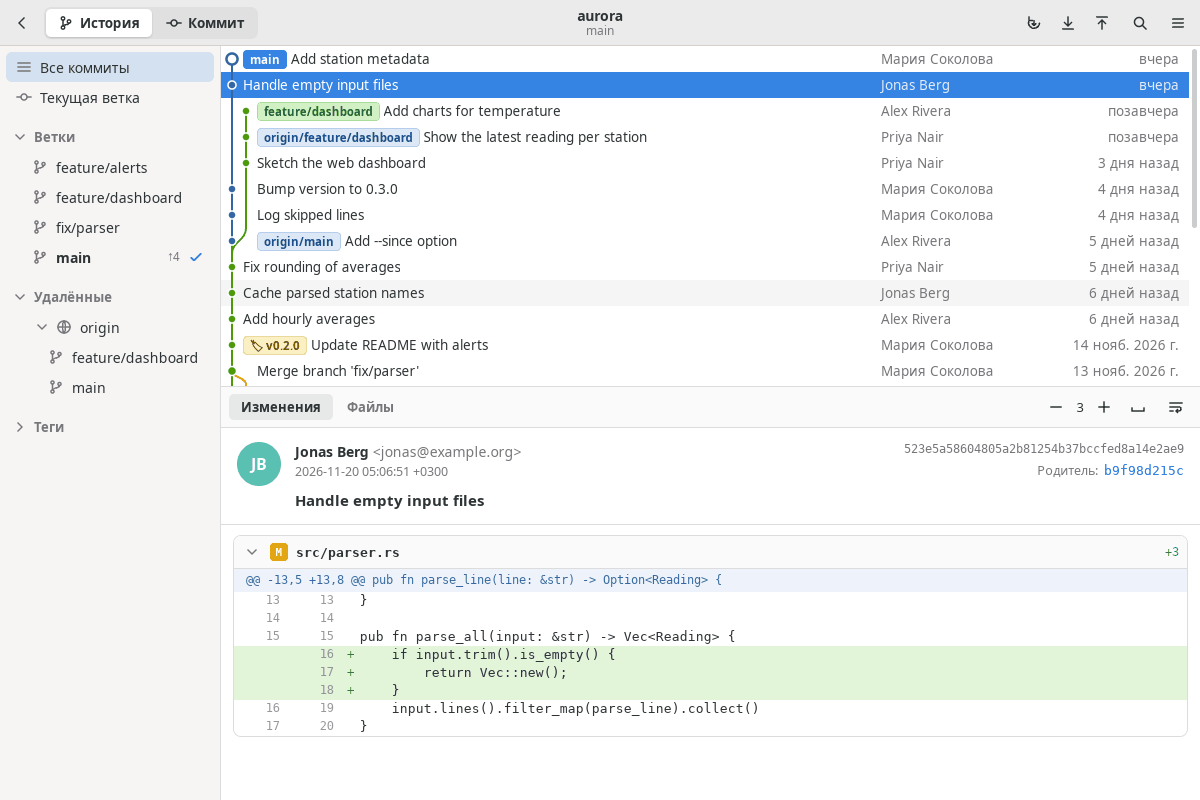 История
Коммит
aurora
main
Все коммиты
Текущая ветка
Ветки
feature/alerts
feature/dashboard
fix/parser
main ↑4
Удалённые
origin
feature/dashboard
main
Теги
main Add station metadata Мария Соколова вчера
Handle empty input files Jonas Berg вчера
feature/dashboard Add charts for temperature Alex Rivera позавчера
origin/feature/dashboard Show the latest reading per station Priya Nair позавчера
Sketch the web dashboard Priya Nair 3 дня назад
Bump version to 0.3.0 Мария Соколова 4 дня назад
Log skipped lines Мария Соколова 4 дня назад
origin/main Add --since option Alex Rivera 5 дней назад
Fix rounding of averages Priya Nair 5 дней назад
Cache parsed station names Jonas Berg 6 дней назад
Add hourly averages Alex Rivera 6 дней назад
v0.2.0 Update README with alerts Мария Соколова 14 нояб. 2026 г.
Merge branch 'fix/parser' Мария Соколова 13 нояб. 2026 г.
Изменения Файлы 3
JB
Jonas Berg <jonas@example.org> 523e5a58604805a2b81254b37bccfed8a14e2ae9
2026-11-20 05:06:51 +0300 Родитель: b9f98d215c
Handle empty input files
M src/parser.rs +3
@@ -13,5 +13,8 @@ pub fn parse_line(line: &str) -> Option<Reading> {
13 13 }
14 14
15 15 pub fn parse_all(input: &str) -> Vec<Reading> {
16 + if input.trim().is_empty() {
17 + return Vec::new();
18 + }
16 19 input.lines().filter_map(parse_line).collect()
17 20 }